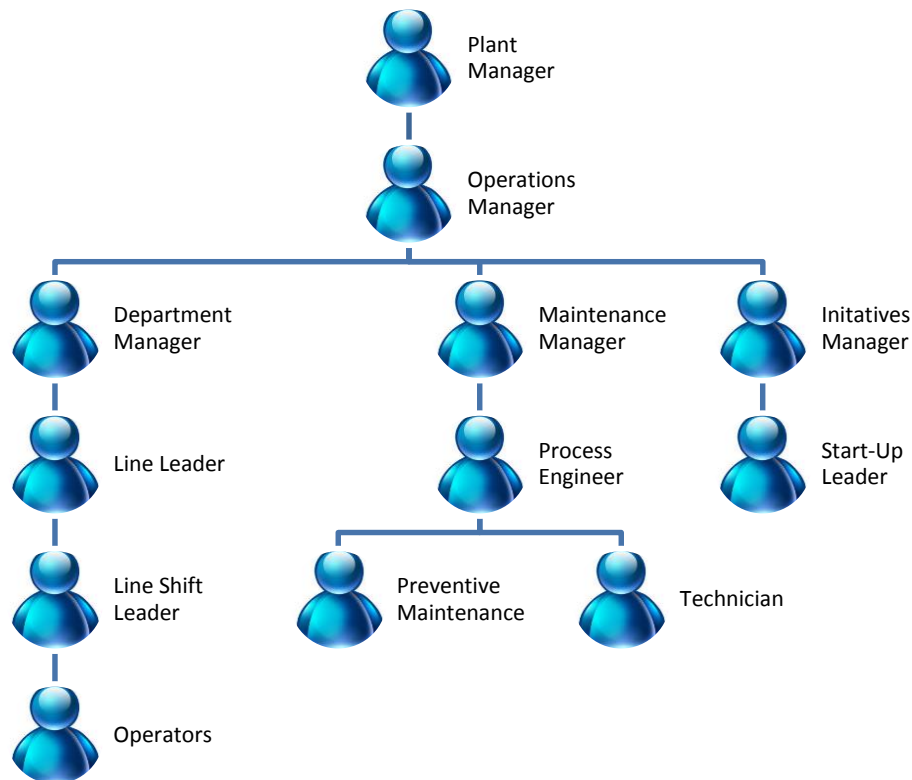 Plant
Manager
Operations
Manager
Department
Manager
Maintenance
Manager
Initatives
Manager
Line Leader
Process
Engineer
Start-Up
Leader
Line Shift
Leader
Preventive
Maintenance
Technician
Operators